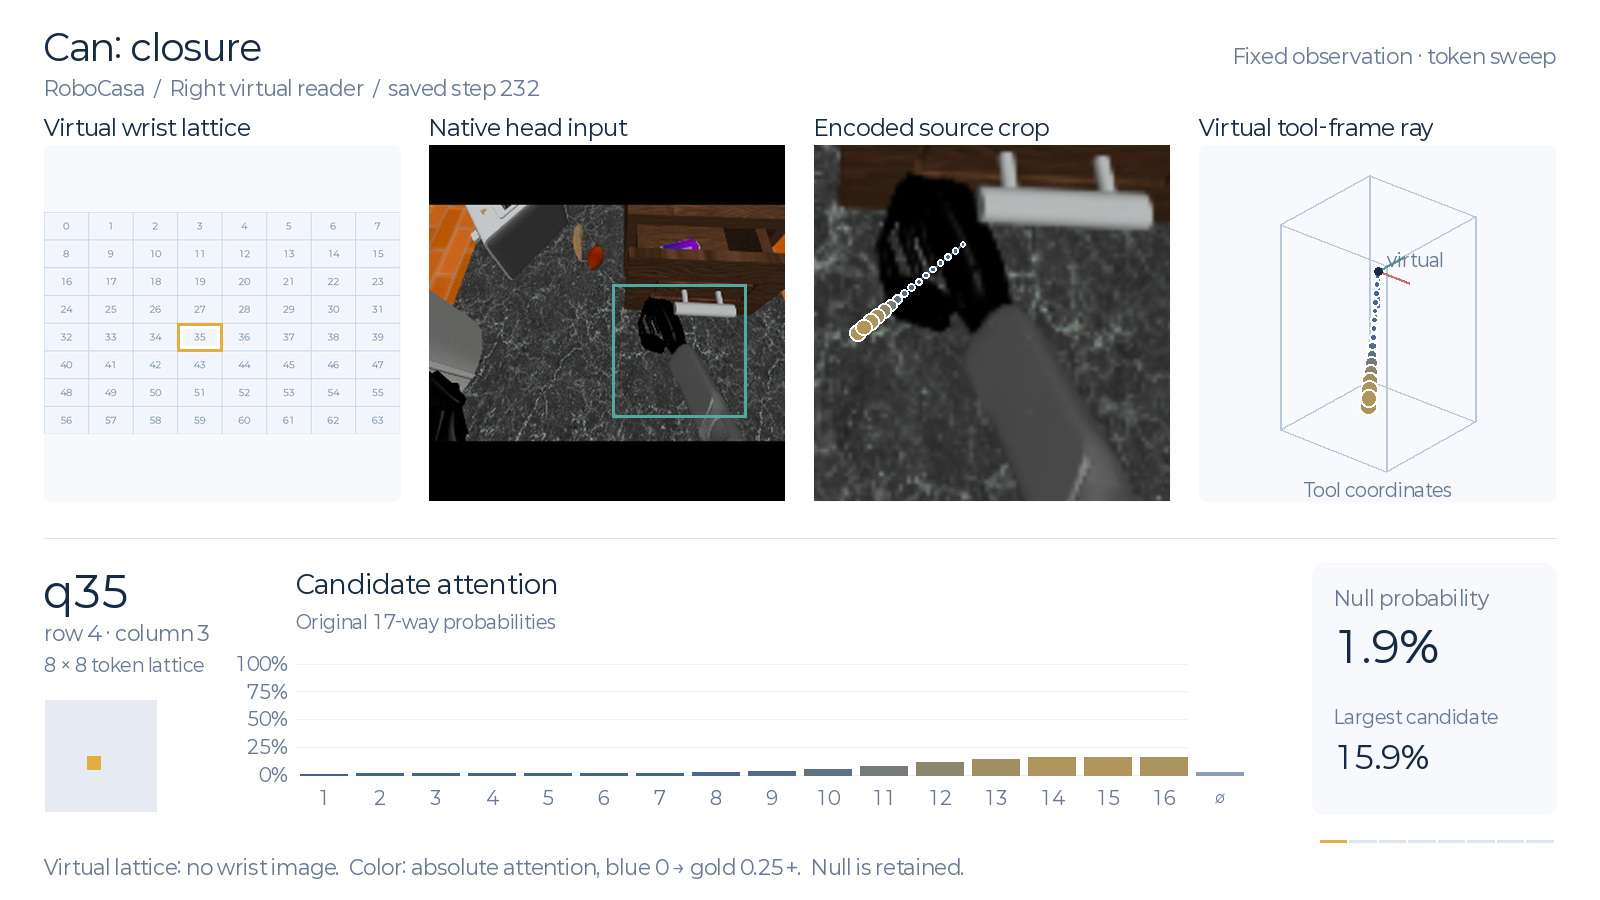 Can: closure
RoboCasa / Right virtual reader / saved step 232
Fixed observation · token sweep
Virtual wrist lattice
Native head input
Encoded source crop
Virtual tool-frame ray
0 1 2 3 4 5 6 7
8 9 10 11 12 13 14 15
16 17 18 19 20 21 22 23
24 25 26 27 28 29 30 31
32 33 34 35 36 37 38 39
40 41 42 43 44 45 46 47
48 49 50 51 52 53 54 55
56 57 58 59 60 61 62 63
virtual
Tool coordinates
q35
row 4 · column 3
8 × 8 token lattice
Candidate attention
Original 17-way probabilities
100%
75%
50%
25%
0%
1 2 3 4 5 6 7 8 9 10 11 12 13 14 15 16 ø
Null probability
1.9%
Largest candidate
15.9%
Virtual lattice: no wrist image. Color: absolute attention, blue 0 → gold 0.25+. Null is retained.